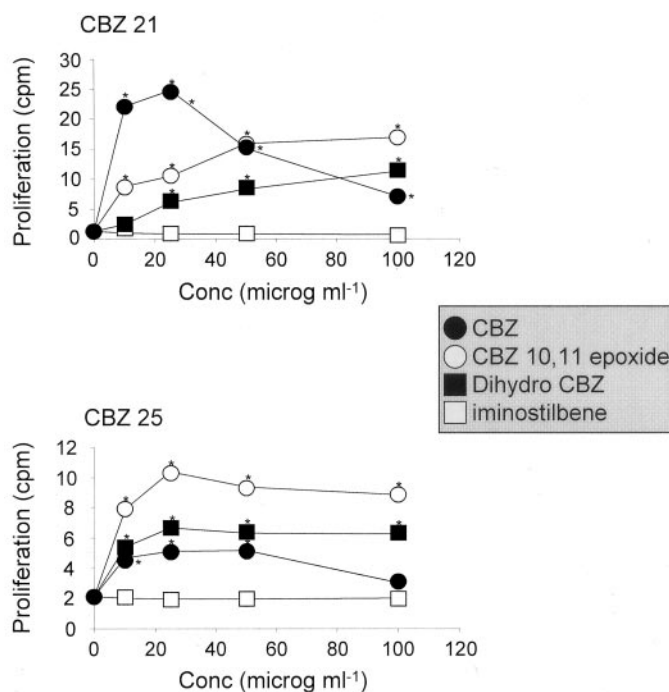 CBZ 21
Proliferation (cpm)
30
25
20
15
10
5
0
0 20 40 60 80 100 120
Conc (microg ml-1)
CBZ
CBZ 10,11 epoxide
Dihydro CBZ
iminostilbene
CBZ 25
Proliferation (cpm)
12
10
8
6
4
2
0
0 20 40 60 80 100 120
Conc (microg ml-1)